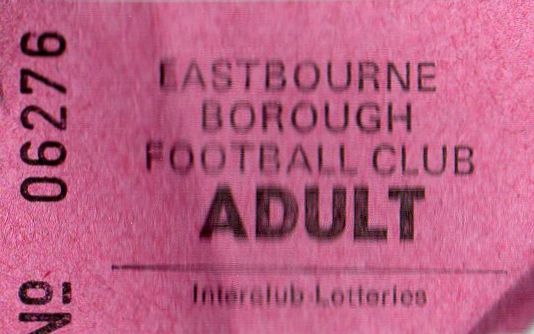 Nº 06276
EASTBOURNE
BOROUGH
FOOTBALL CLUB
ADULT
Interclub Lotteries